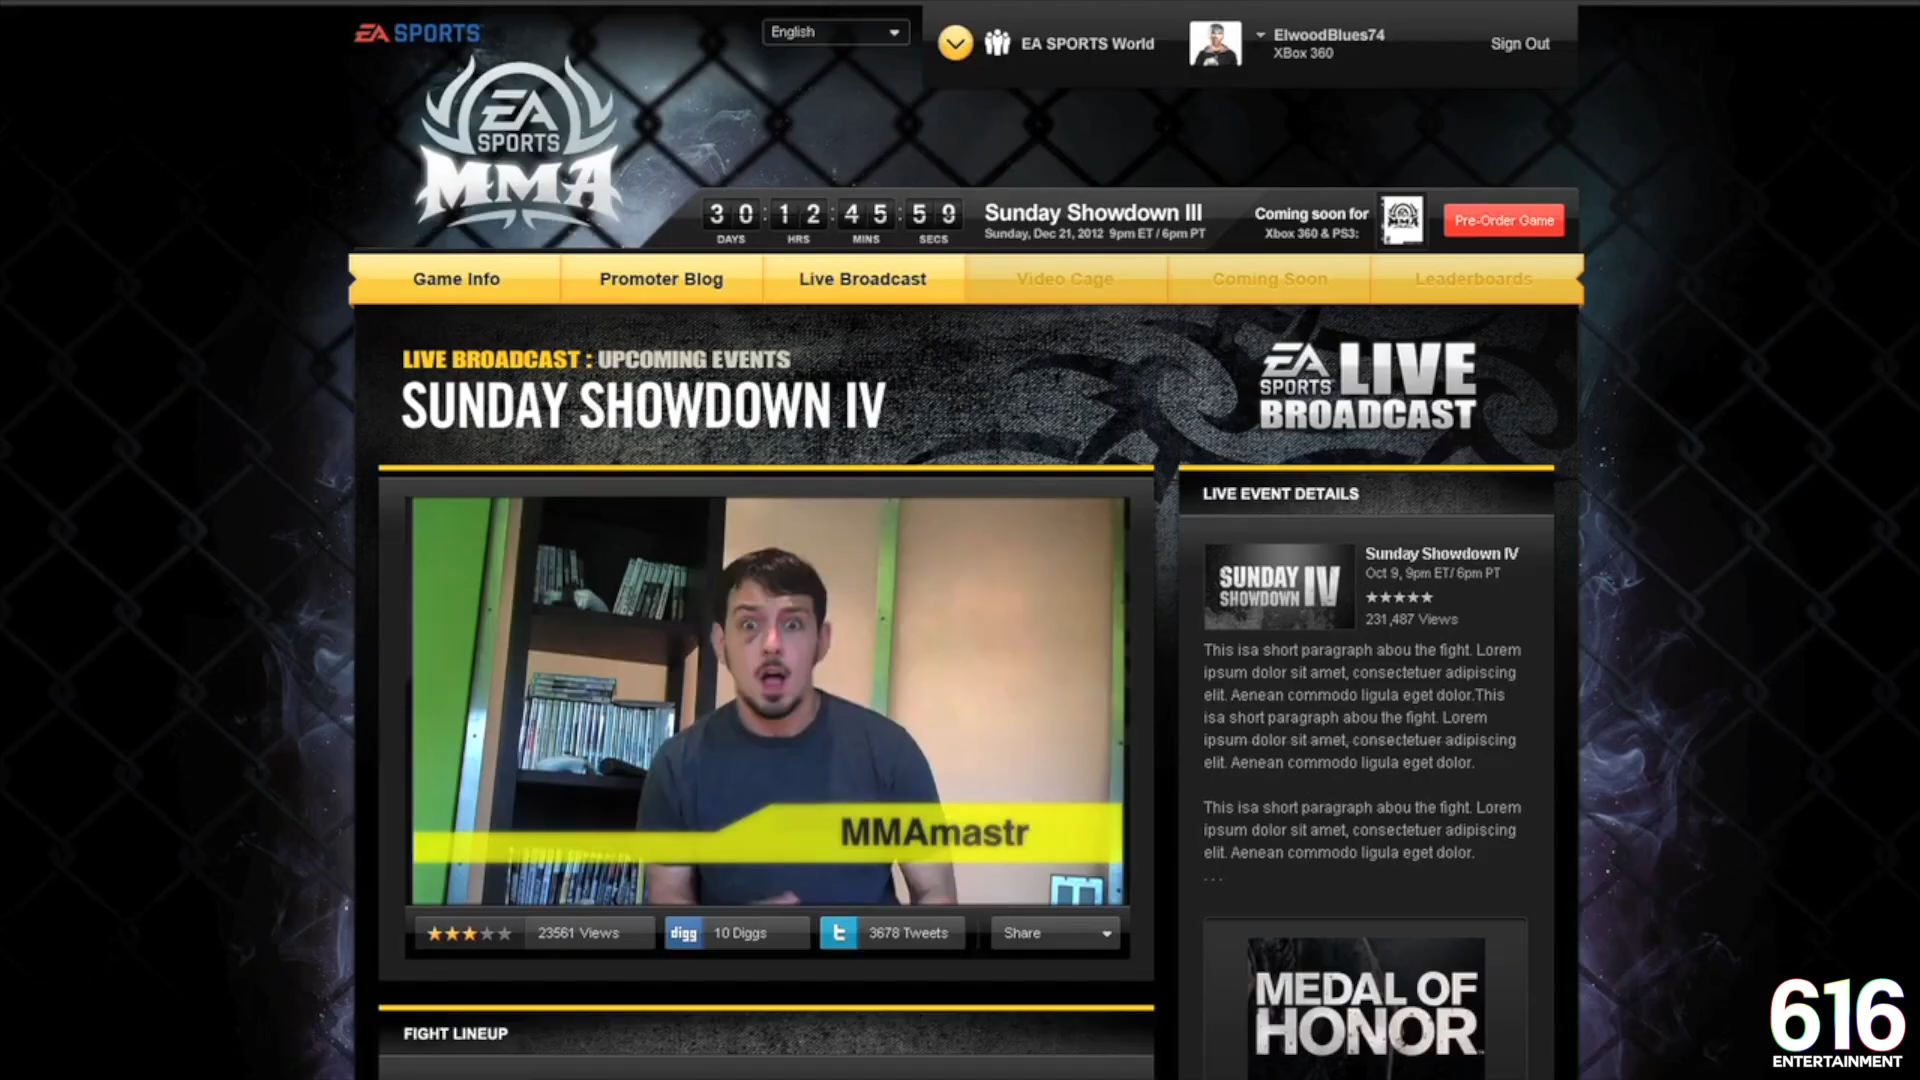 EA SPORTS
English
EA SPORTS World
ElwoodBlues74
XBox 360
Sign Out
EA
SPORTS
MMA
30:12:45:59
DAYS HRS MINS SECS
Sunday Showdown III
Sunday, Dec 21, 2012 9pm ET / 6pm PT
Coming soon for
Xbox 360 & PS3:
Pre-Order Game
Game Info
Promoter Blog
Live Broadcast
Video Cage
Coming Soon
Leaderboards
LIVE BROADCAST : UPCOMING EVENTS
SUNDAY SHOWDOWN IV
EA SPORTS LIVE
BROADCAST
MMAmastr
23561 Views
digg
10 Diggs
t
3678 Tweets
Share
FIGHT LINEUP
LIVE EVENT DETAILS
SUNDAY
SHOWDOWN IV
Sunday Showdown IV
Oct 9, 9pm ET/ 6pm PT
231,487 Views
This isa short paragraph abou the fight. Lorem
ipsum dolor sit amet, consectetuer adipiscing
elit. Aenean commodo ligula eget dolor.This
isa short paragraph abou the fight. Lorem
ipsum dolor sit amet, consectetuer adipiscing
elit. Aenean commodo ligula eget dolor.
This isa short paragraph abou the fight. Lorem
ipsum dolor sit amet, consectetuer adipiscing
elit. Aenean commodo ligula eget dolor.
...
MEDAL OF
HONOR
616
ENTERTAINMENT